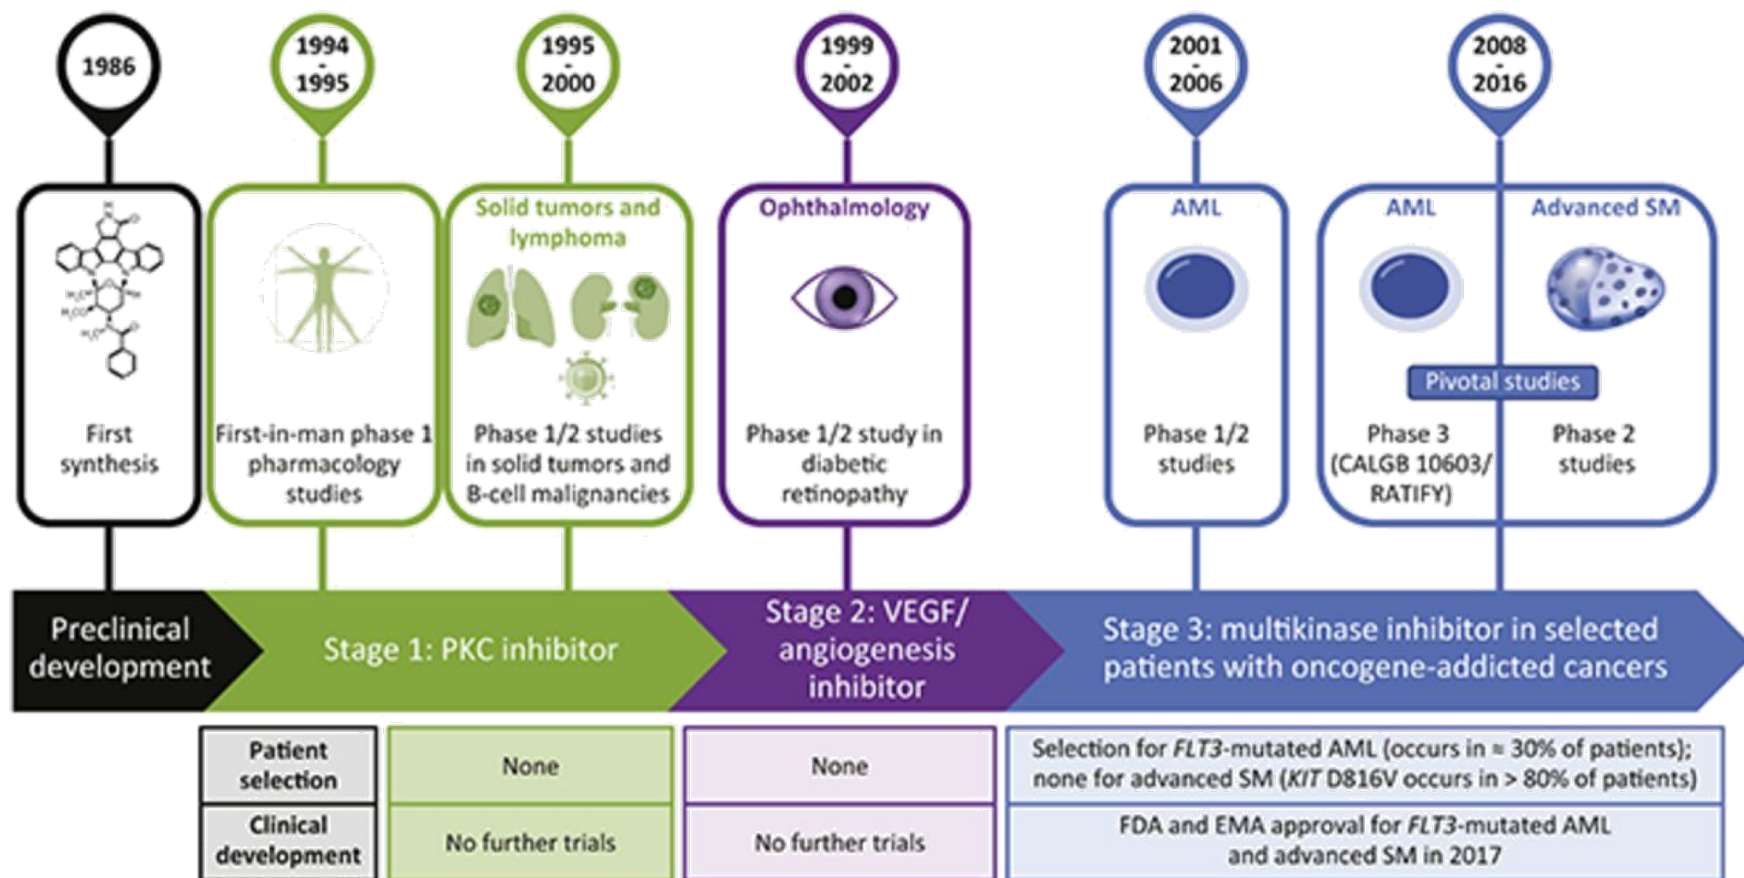 1986
1994
-
1995
1995
-
2000
1999
-
2002
2001
-
2006
2008
-
2016
H
N
O
O
H₃C
H
H₃CO
H₃C
N
O
First
synthesis
First-in-man phase 1
pharmacology
studies
Solid tumors and
lymphoma
Phase 1/2 studies
in solid tumors and
B-cell malignancies
Ophthalmology
Phase 1/2 study in
diabetic
retinopathy
AML
Phase 1/2
studies
AML
Advanced SM
Pivotal studies
Phase 3
(CALGB 10603/
RATIFY)
Phase 2
studies
Preclinical
development
Stage 1: PKC inhibitor
Stage 2: VEGF/
angiogenesis
inhibitor
Stage 3: multikinase inhibitor in selected
patients with oncogene-addicted cancers
Patient
selection
None
None
Selection for FLT3-mutated AML (occurs in ≈ 30% of patients);
none for advanced SM (KIT D816V occurs in > 80% of patients)
Clinical
development
No further trials
No further trials
FDA and EMA approval for FLT3-mutated AML
and advanced SM in 2017